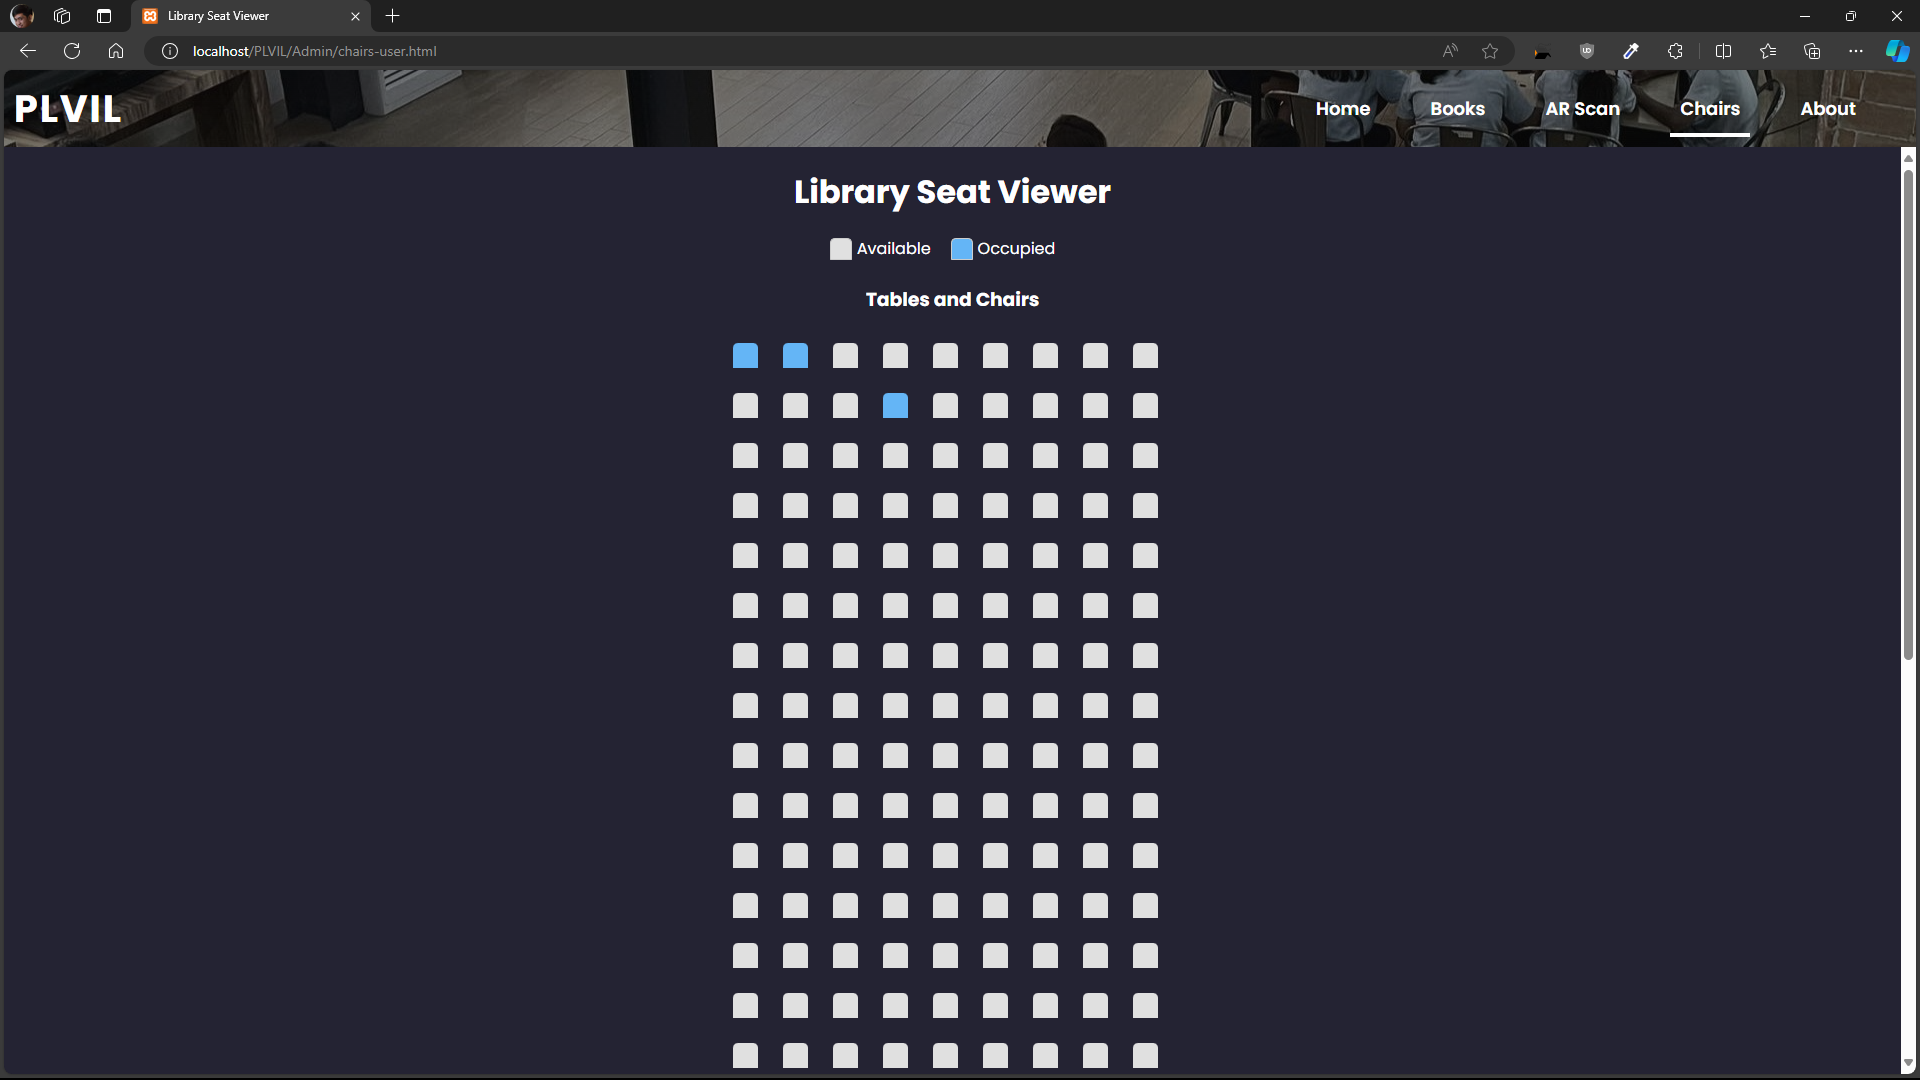 Library Seat Viewer
localhost/PLVIL/Admin/chairs-user.html
PLVIL
Home
Books
AR Scan
Chairs
About
Library Seat Viewer
Available
Occupied
Tables and Chairs